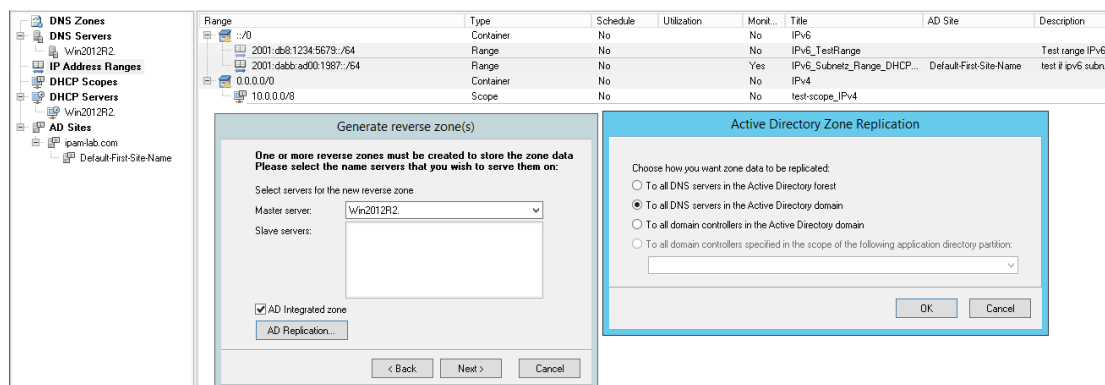 DNS Zones
DNS Servers
Win2012R2.
IP Address Ranges
DHCP Scopes
DHCP Servers
Win2012R2.
AD Sites
ipam-lab.com
Default-First-Site-Name
Range Type Schedule Utilization Monit... Title AD Site Description
::/0 Container No No IPv6
2001:db8:1234:5679::/64 Range No No IPv6_TestRange Test range IPv6
2001:dabb:ad00:1987::/64 Range No Yes IPv6_Subnetz_Range_DHCP... Default-First-Site-Name test if ipv6 subn.
0.0.0.0/0 Container No No IPv4
10.0.0.0/8 Scope No No test-scope_IPv4
Generate reverse zone(s)
One or more reverse zones must be created to store the zone data
Please select the name servers that you wish to serve them on:
Select servers for the new reverse zone
Master server: Win2012R2.
Slave servers:
AD Integrated zone
AD Replication...
< Back Next > Cancel
Active Directory Zone Replication
Choose how you want zone data to be replicated:
To all DNS servers in the Active Directory forest
To all DNS servers in the Active Directory domain
To all domain controllers in the Active Directory domain
To all domain controllers specified in the scope of the following application directory partition:
OK Cancel